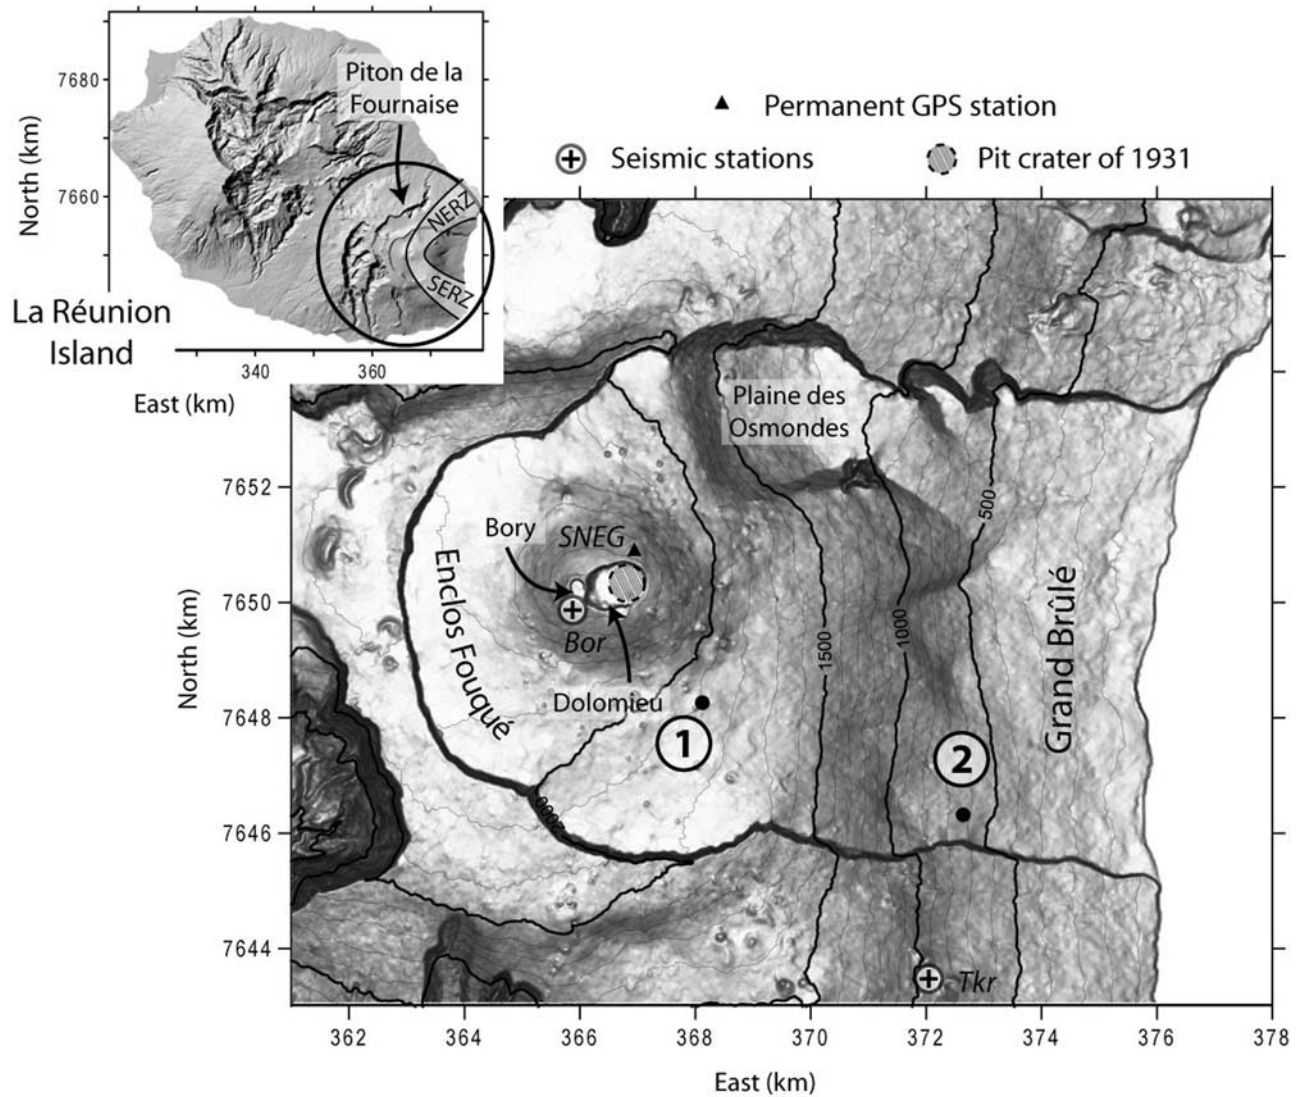 Piton de la
Fournaise
7680
7660
North (km)
NERZ
SERZ
La Réunion
Island
340
360
East (km)
Permanent GPS station
Seismic stations
Pit crater of 1931
Plaine des
Osmondes
7652
7650
7648
7646
7644
North (km)
Bory
SNEG
Bor
Dolomieu
Enclos Fouqué
Grand Brûlé
500
1000
1500
2000
1
2
Tkr
362
364
366
368
370
372
374
376
378
East (km)